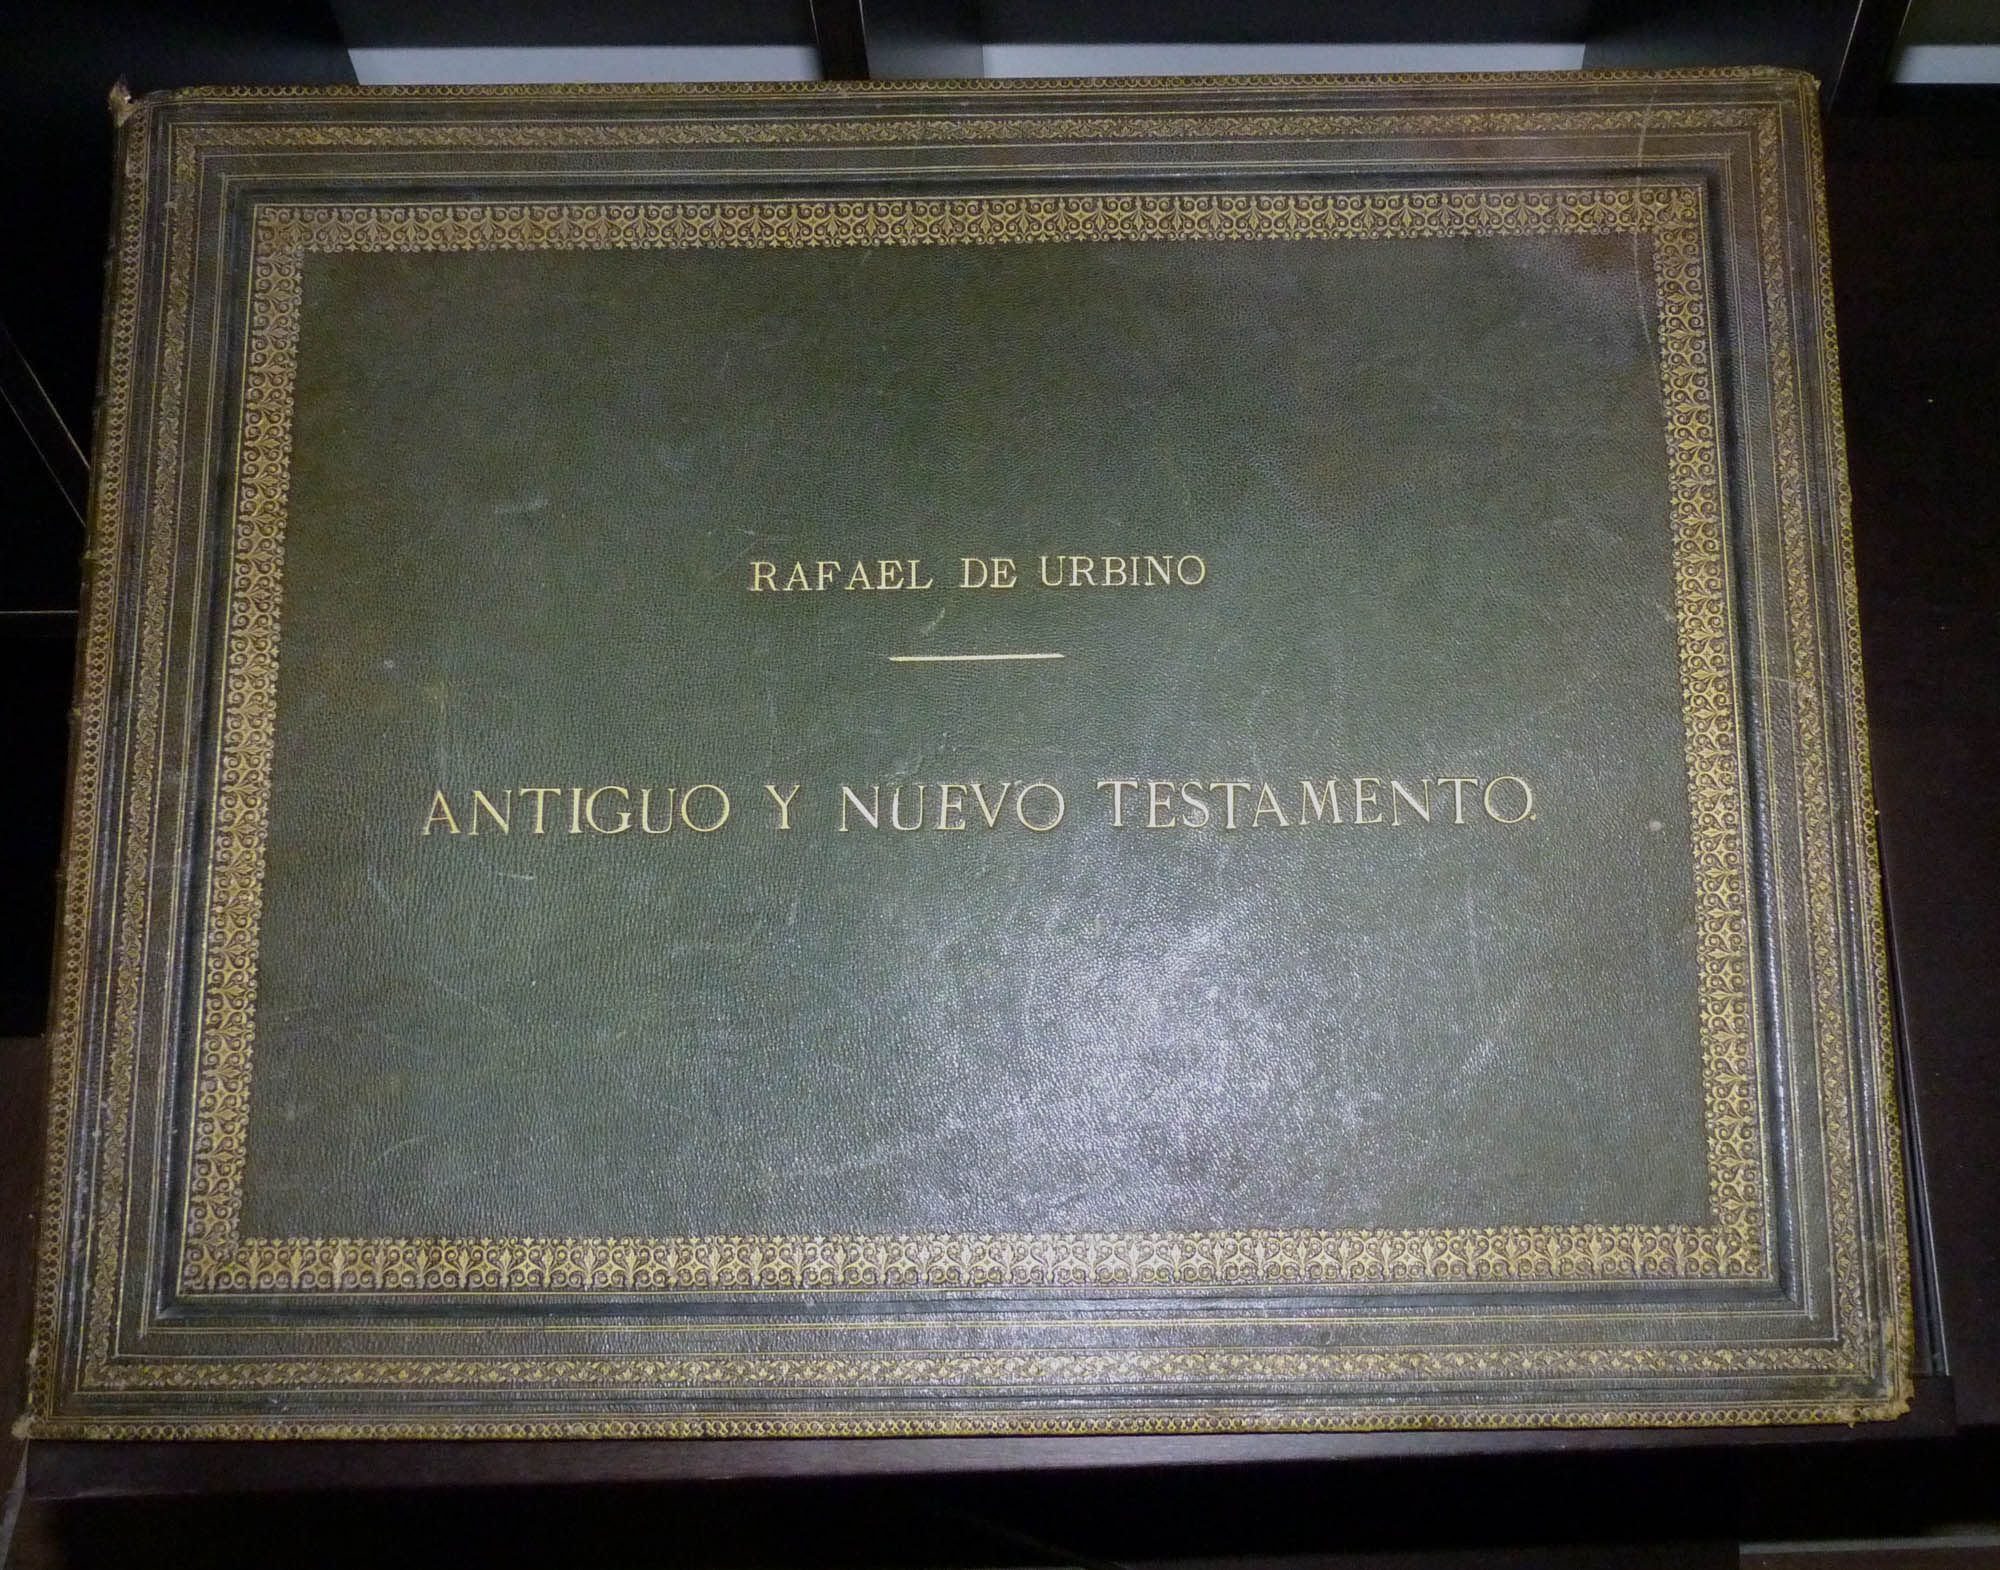 RAFAEL DE URBINO
ANTIGUO Y NUEVO TESTAMENTO.